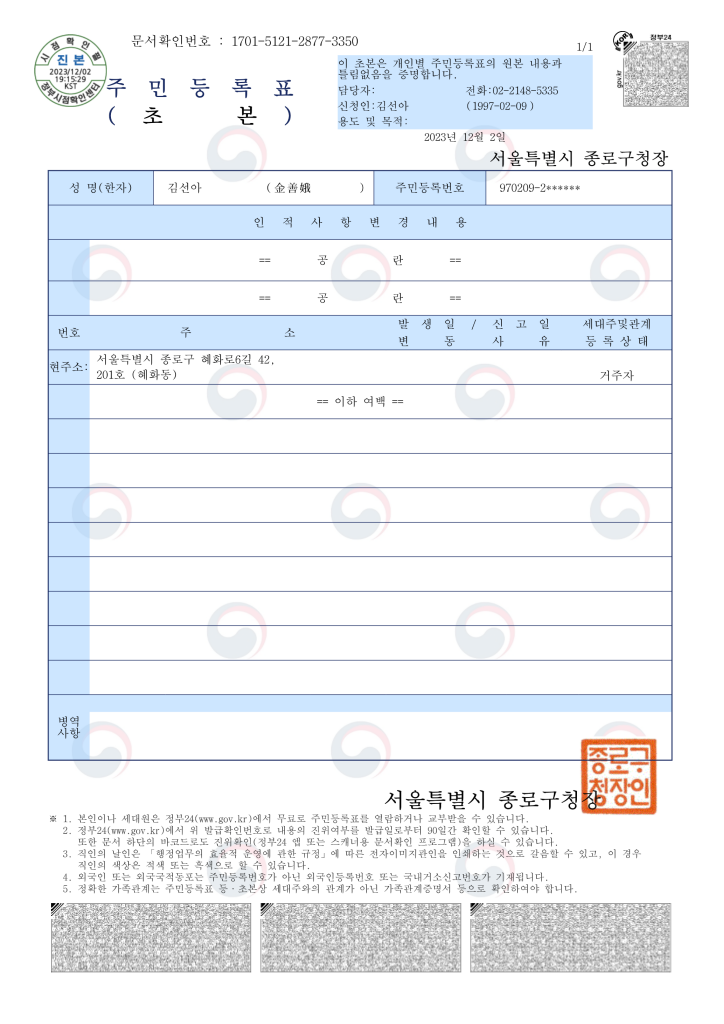 문서확인번호 : 1701-5121-2877-3350
1/1
정부24
gov.kr
시점확인필
진 본
2023/12/02
19:15:29
KST
정부시점확인센터
주 민 등 록 표
( 초 본 )
이 초본은 개인별 주민등록표의 원본 내용과
틀림없음을 증명합니다.
담당자: 전화:02-2148-5335
신청인:김선아 (1997-02-09 )
용도 및 목적:
2023년 12월 2일
서울특별시 종로구청장
성 명(한자) 김선아 (金善娥 ) 주민등록번호 970209-2******
인 적 사 항 변 경 내 용
== 공 란 ==
== 공 란 ==
번호 주 소 발 생 일 / 신 고 일 세대주및관계
변 동 사 유 등 록 상 태
현주소: 서울특별시 종로구 혜화로6길 42,
201호 (혜화동) 거주자
== 이하 여백 ==
병역
사항
서울특별시 종로구청장
종로구
청장인
※ 1. 본인이나 세대원은 정부24(www.gov.kr)에서 무료로 주민등록표를 열람하거나 교부받을 수 있습니다.
2. 정부24(www.gov.kr)에서 위 발급확인번호로 내용의 진위여부를 발급일로부터 90일간 확인할 수 있습니다.
또한 문서 하단의 바코드로도 진위확인(정부24 앱 또는 스캐너용 문서확인 프로그램)을 하실 수 있습니다.
3. 직인의 날인은 「행정업무의 효율적 운영에 관한 규정」에 따른 전자이미지관인을 인쇄하는 것으로 갈음할 수 있고, 이 경우
직인의 색상은 적색 또는 흑색으로 할 수 있습니다.
4. 외국인 또는 외국국적동포는 주민등록번호가 아닌 외국인등록번호 또는 국내거소신고번호가 기재됩니다.
5. 정확한 가족관계는 주민등록표 등·초본상 세대주와의 관계가 아닌 가족관계증명서 등으로 확인하여야 합니다.